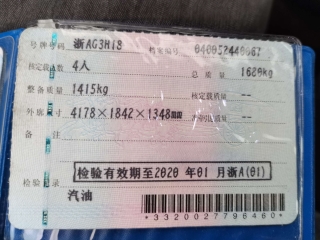 号牌号码 浙AG3H18 档案编号 040052440667
核定载人数 4人 总质量 1689kg
整备质量 1415kg 核定载质量 --
外廓尺寸 4178×1842×1348mm 准牵引总质量 --
备注
检验有效期至2020年01月浙A(01)
检验记录
汽油
*3320027796460*